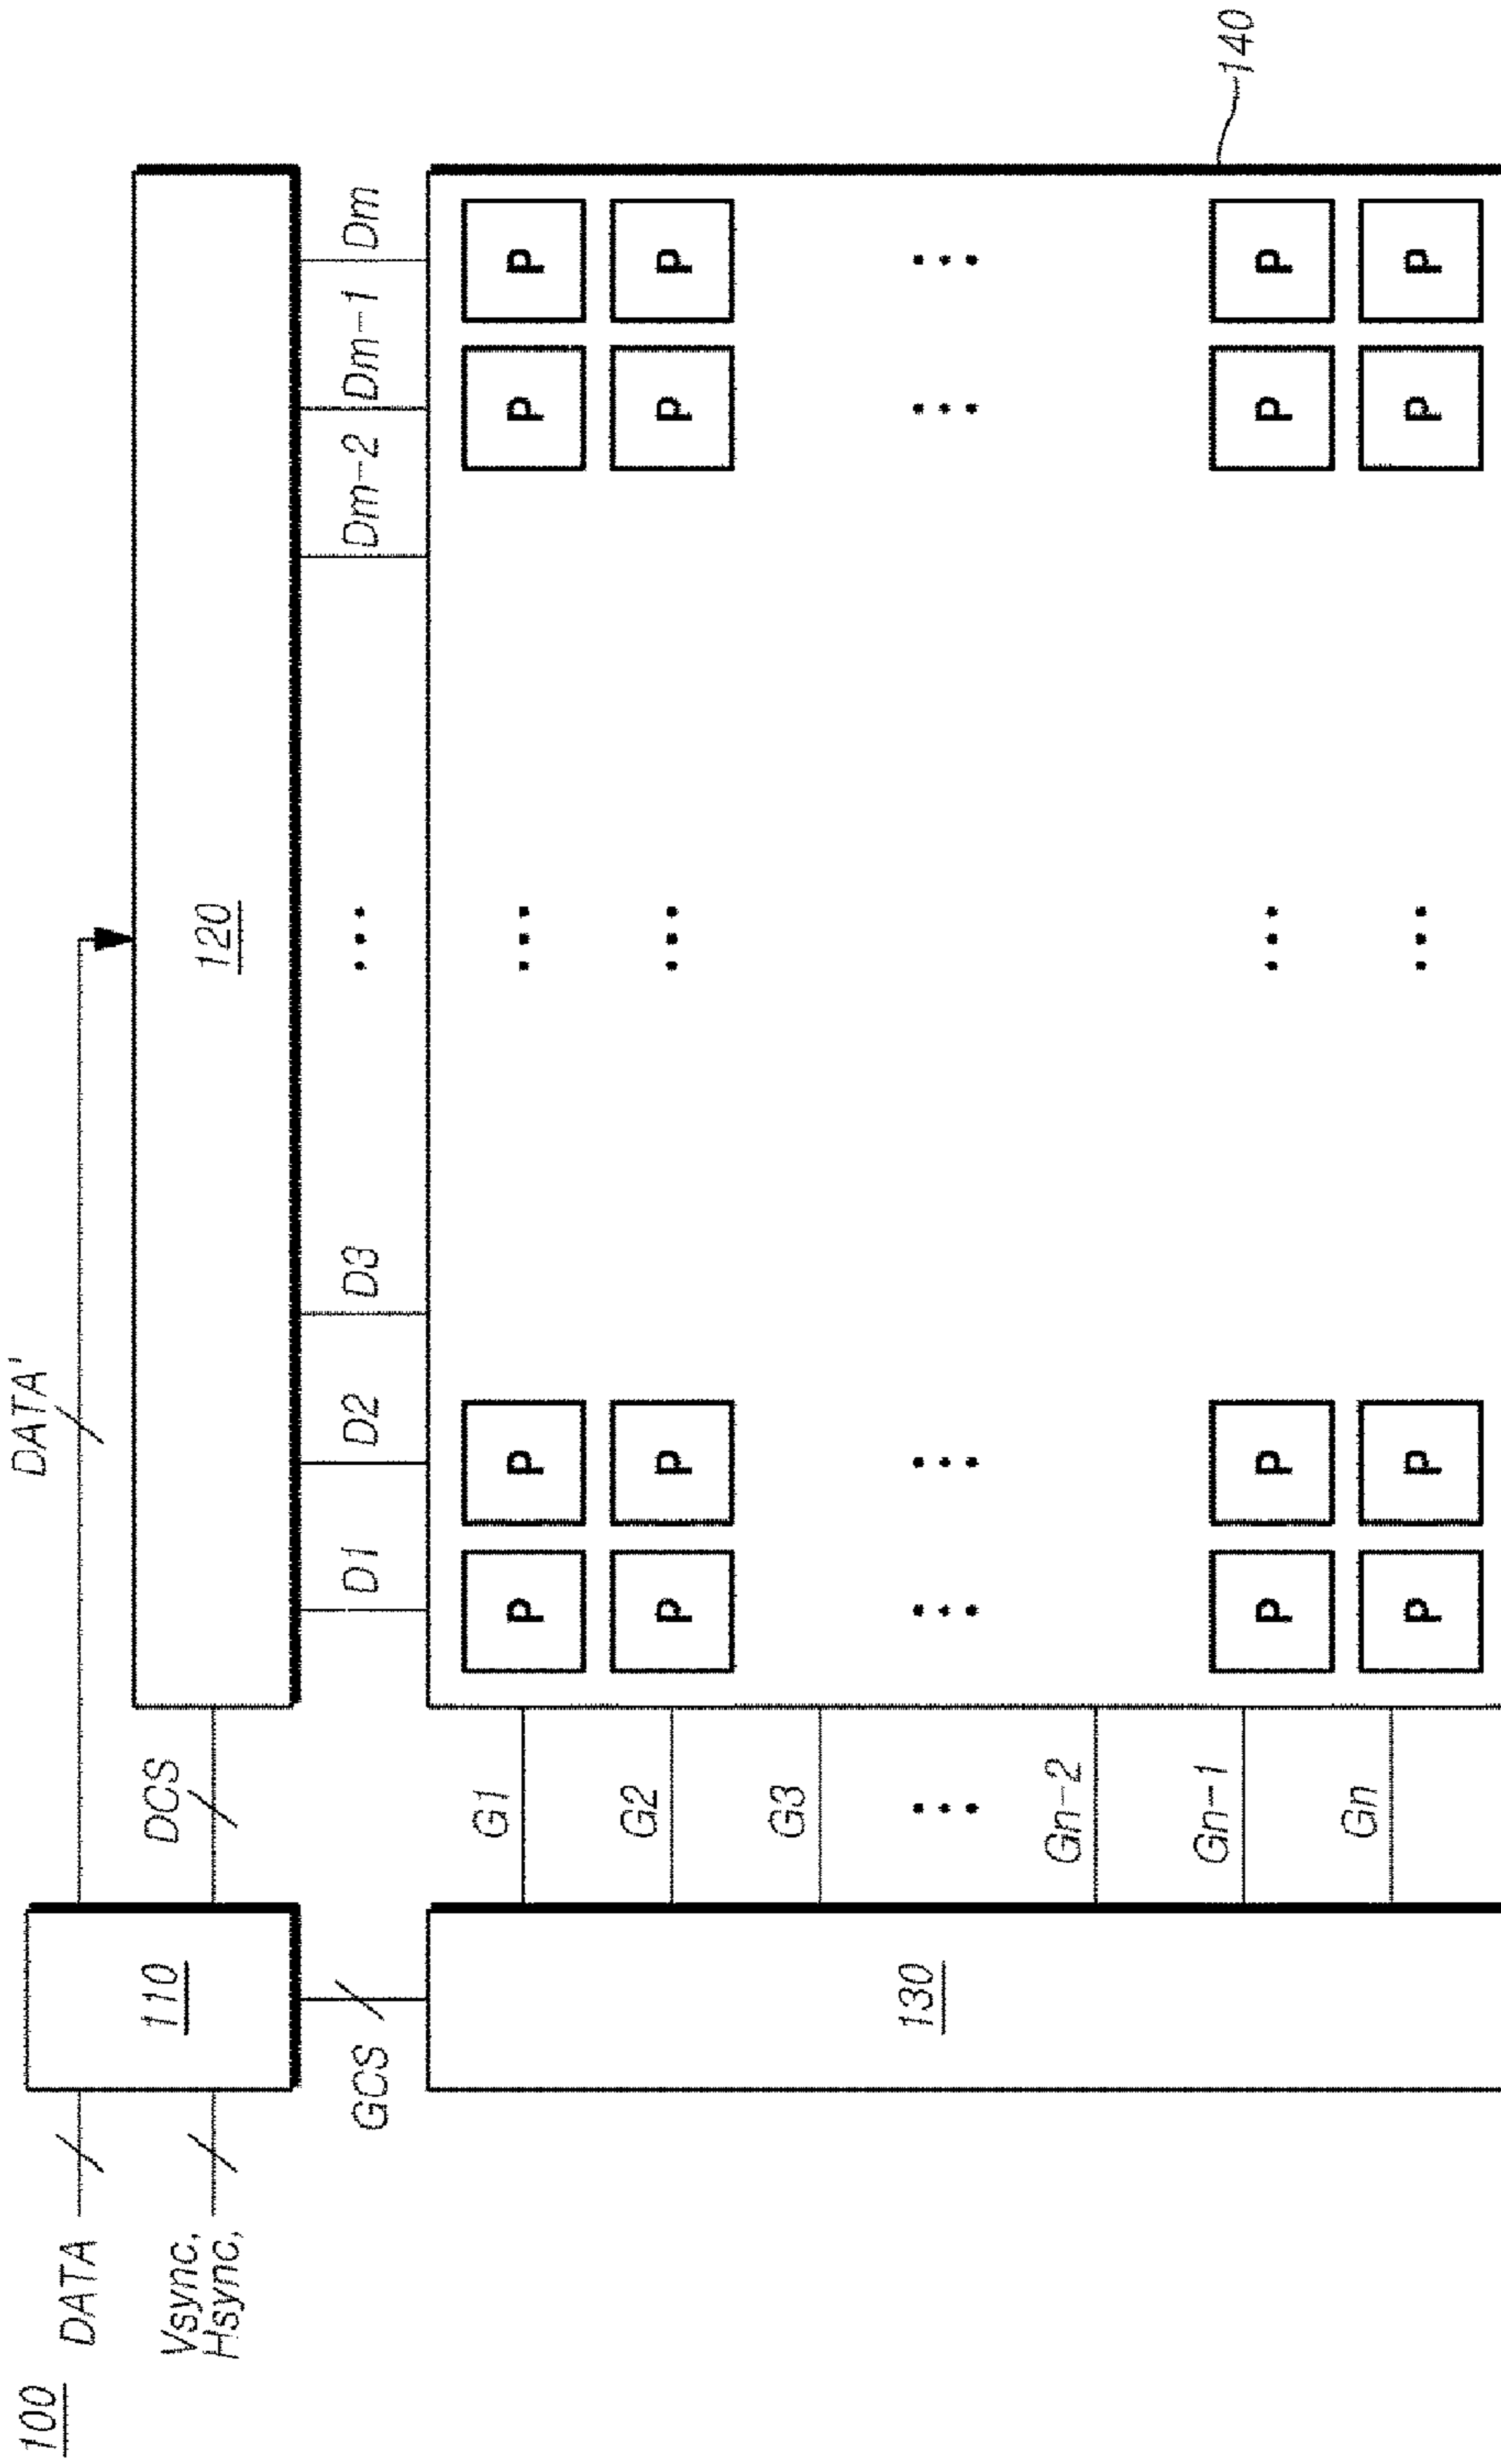 100
DATA'
DATA
Vsync,
Hsync,
110
DCS
120
GCS
D1 D2 D3 ... Dm-2 Dm-1 Dm
130
140
G1 P P ... P P
G2 P P ... P P
G3
... ... ...
Gn-2
Gn-1 P P ... P P
Gn P P ... P P